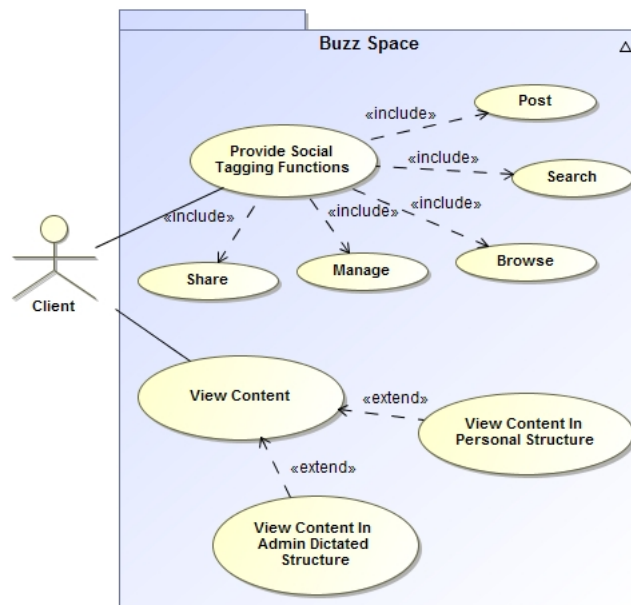 Buzz Space
Post
«include»
Provide Social
Tagging Functions
«include»
Search
«include»
«include»
«include»
Share
Manage
Browse
Client
View Content
«extend»
View Content In
Personal Structure
«extend»
View Content In
Admin Dictated
Structure